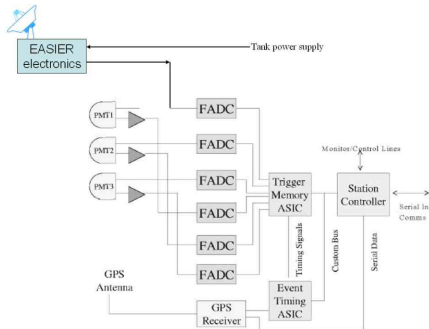 EASIER
electronics
Tank power supply
FADC
PMT1
FADC
PMT2
Monitor/Control Lines
PMT3
FADC
Trigger
Memory
ASIC
Station
Controller
Serial In
Comms
FADC
FADC
Timing Signals
Custom Bus
Serial Data
GPS
Antenna
FADC
Event
Timing
ASIC
GPS
Receiver